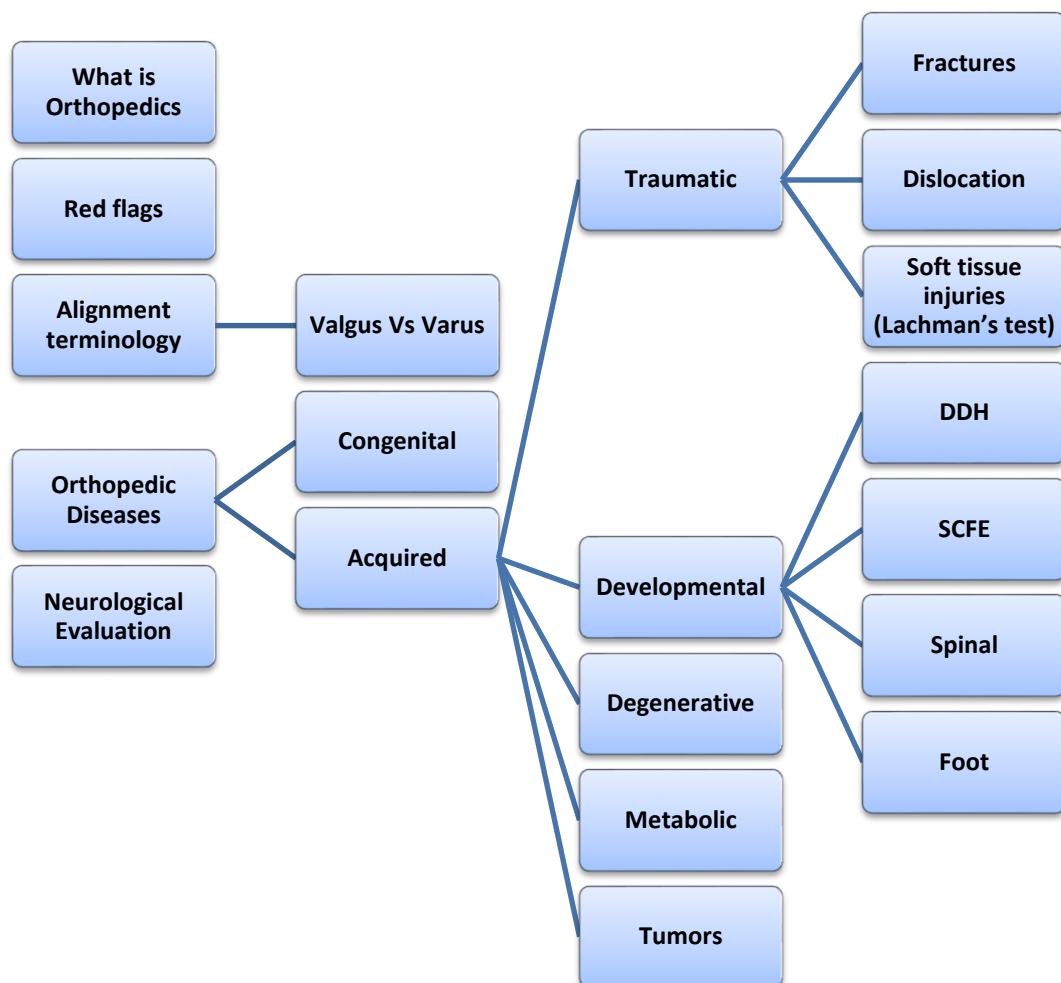 What is
Orthopedics
Red flags
Alignment
terminology
Valgus Vs Varus
Orthopedic
Diseases
Congenital
Acquired
Neurological
Evaluation
Traumatic
Fractures
Dislocation
Soft tissue
injuries
(Lachman’s test)
Developmental
DDH
SCFE
Spinal
Foot
Degenerative
Metabolic
Tumors